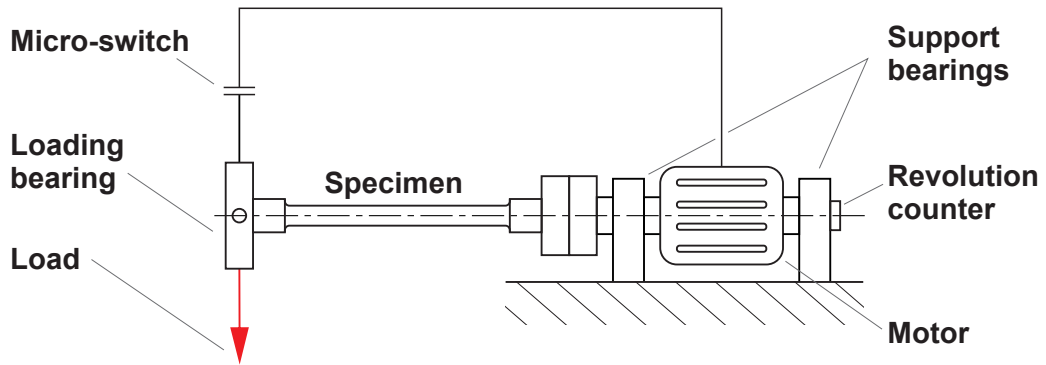 Micro-switch
Support
bearings
Loading
bearing
Specimen
Revolution
counter
Load
Motor